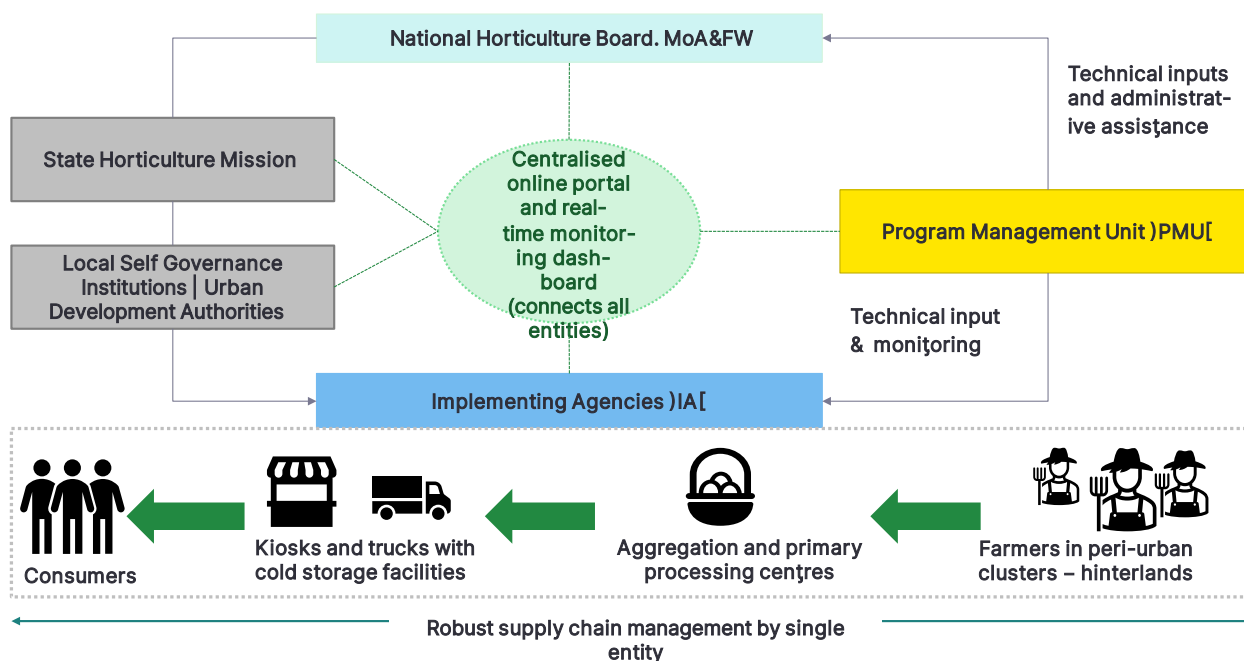 National Horticulture Board. MoA&FW
Technical inputs
and administrat-
ive assistance
State Horticulture Mission
Centralised
online portal
and real-
time monitor-
ing dash-
board
(connects all
entities)
Program Management Unit )PMU[
Local Self Governance
Institutions | Urban
Development Authorities
Technical input
& monitoring
Implementing Agencies )IA[
Consumers
Kiosks and trucks with
cold storage facilities
Aggregation and primary
processing centres
Farmers in peri-urban
clusters – hinterlands
Robust supply chain management by single
entity